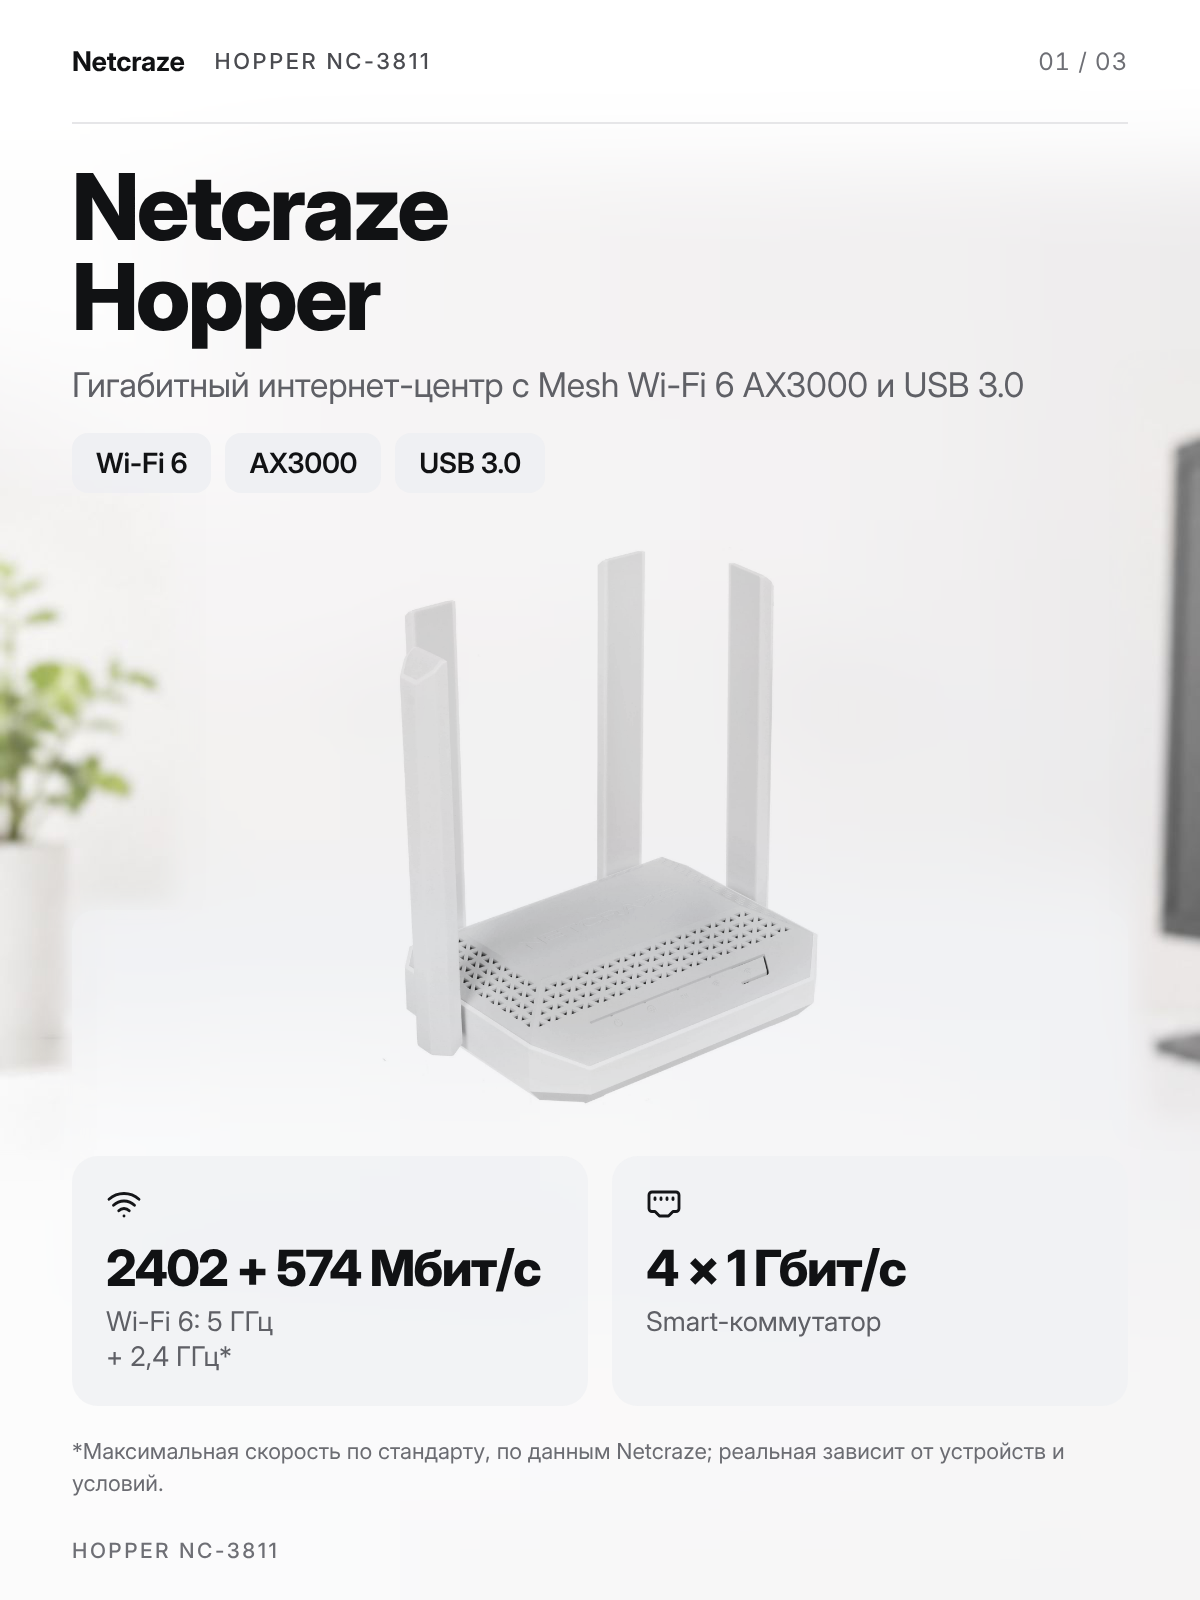 Netcraze HOPPER NC-3811 01 / 03
Netcraze
Hopper
Гигабитный интернет-центр с Mesh Wi-Fi 6 AX3000 и USB 3.0
Wi-Fi 6 AX3000 USB 3.0
2402 + 574 Мбит/с
Wi-Fi 6: 5 ГГц
+ 2,4 ГГц*
4 × 1 Гбит/с
Smart-коммутатор
*Максимальная скорость по стандарту, по данным Netcraze; реальная зависит от устройств и
условий.
HOPPER NC-3811